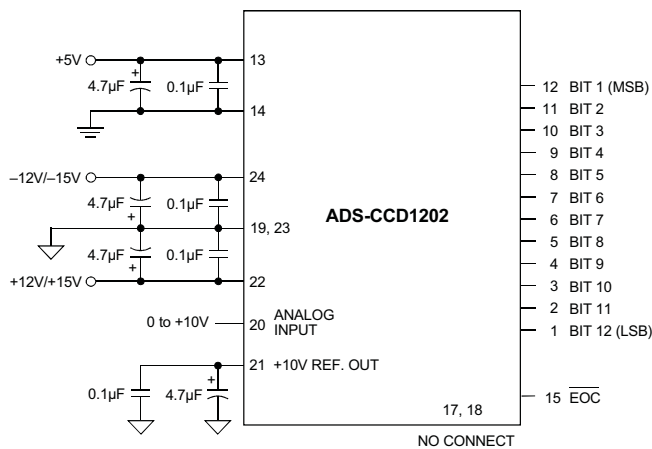 +5V
+
4.7µF
0.1µF
13
14
–12V/–15V
24
4.7µF
+
0.1µF
19, 23
4.7µF
+
0.1µF
+12V/+15V
22
0 to +10V
20 ANALOG
INPUT
21 +10V REF. OUT
+
0.1µF
4.7µF
ADS-CCD1202
12 BIT 1 (MSB)
11 BIT 2
10 BIT 3
9 BIT 4
8 BIT 5
7 BIT 6
6 BIT 7
5 BIT 8
4 BIT 9
3 BIT 10
2 BIT 11
1 BIT 12 (LSB)
15 EOC
17, 18
NO CONNECT